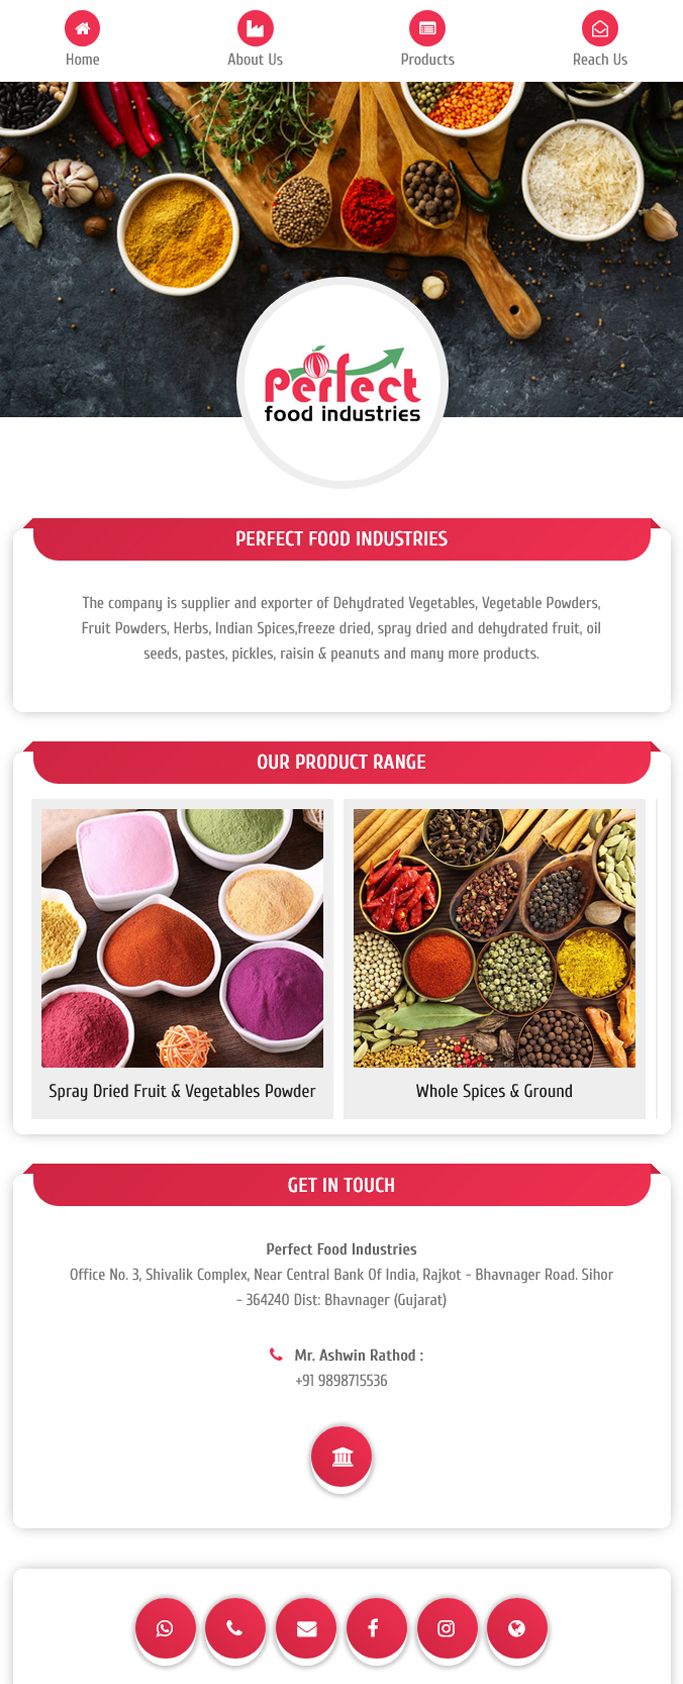 Home
About Us
Products
Reach Us
Perfect
food industries
PERFECT FOOD INDUSTRIES
The company is supplier and exporter of Dehydrated Vegetables, Vegetable Powders,
Fruit Powders, Herbs, Indian Spices,freeze dried, spray dried and dehydrated fruit, oil
seeds, pastes, pickles, raisin & peanuts and many more products.
OUR PRODUCT RANGE
Spray Dried Fruit & Vegetables Powder
Whole Spices & Ground
GET IN TOUCH
Perfect Food Industries
Office No. 3, Shivalik Complex, Near Central Bank Of India, Rajkot - Bhavnager Road. Sihor
- 364240 Dist: Bhavnager (Gujarat)
Mr. Ashwin Rathod :
+91 9898715536